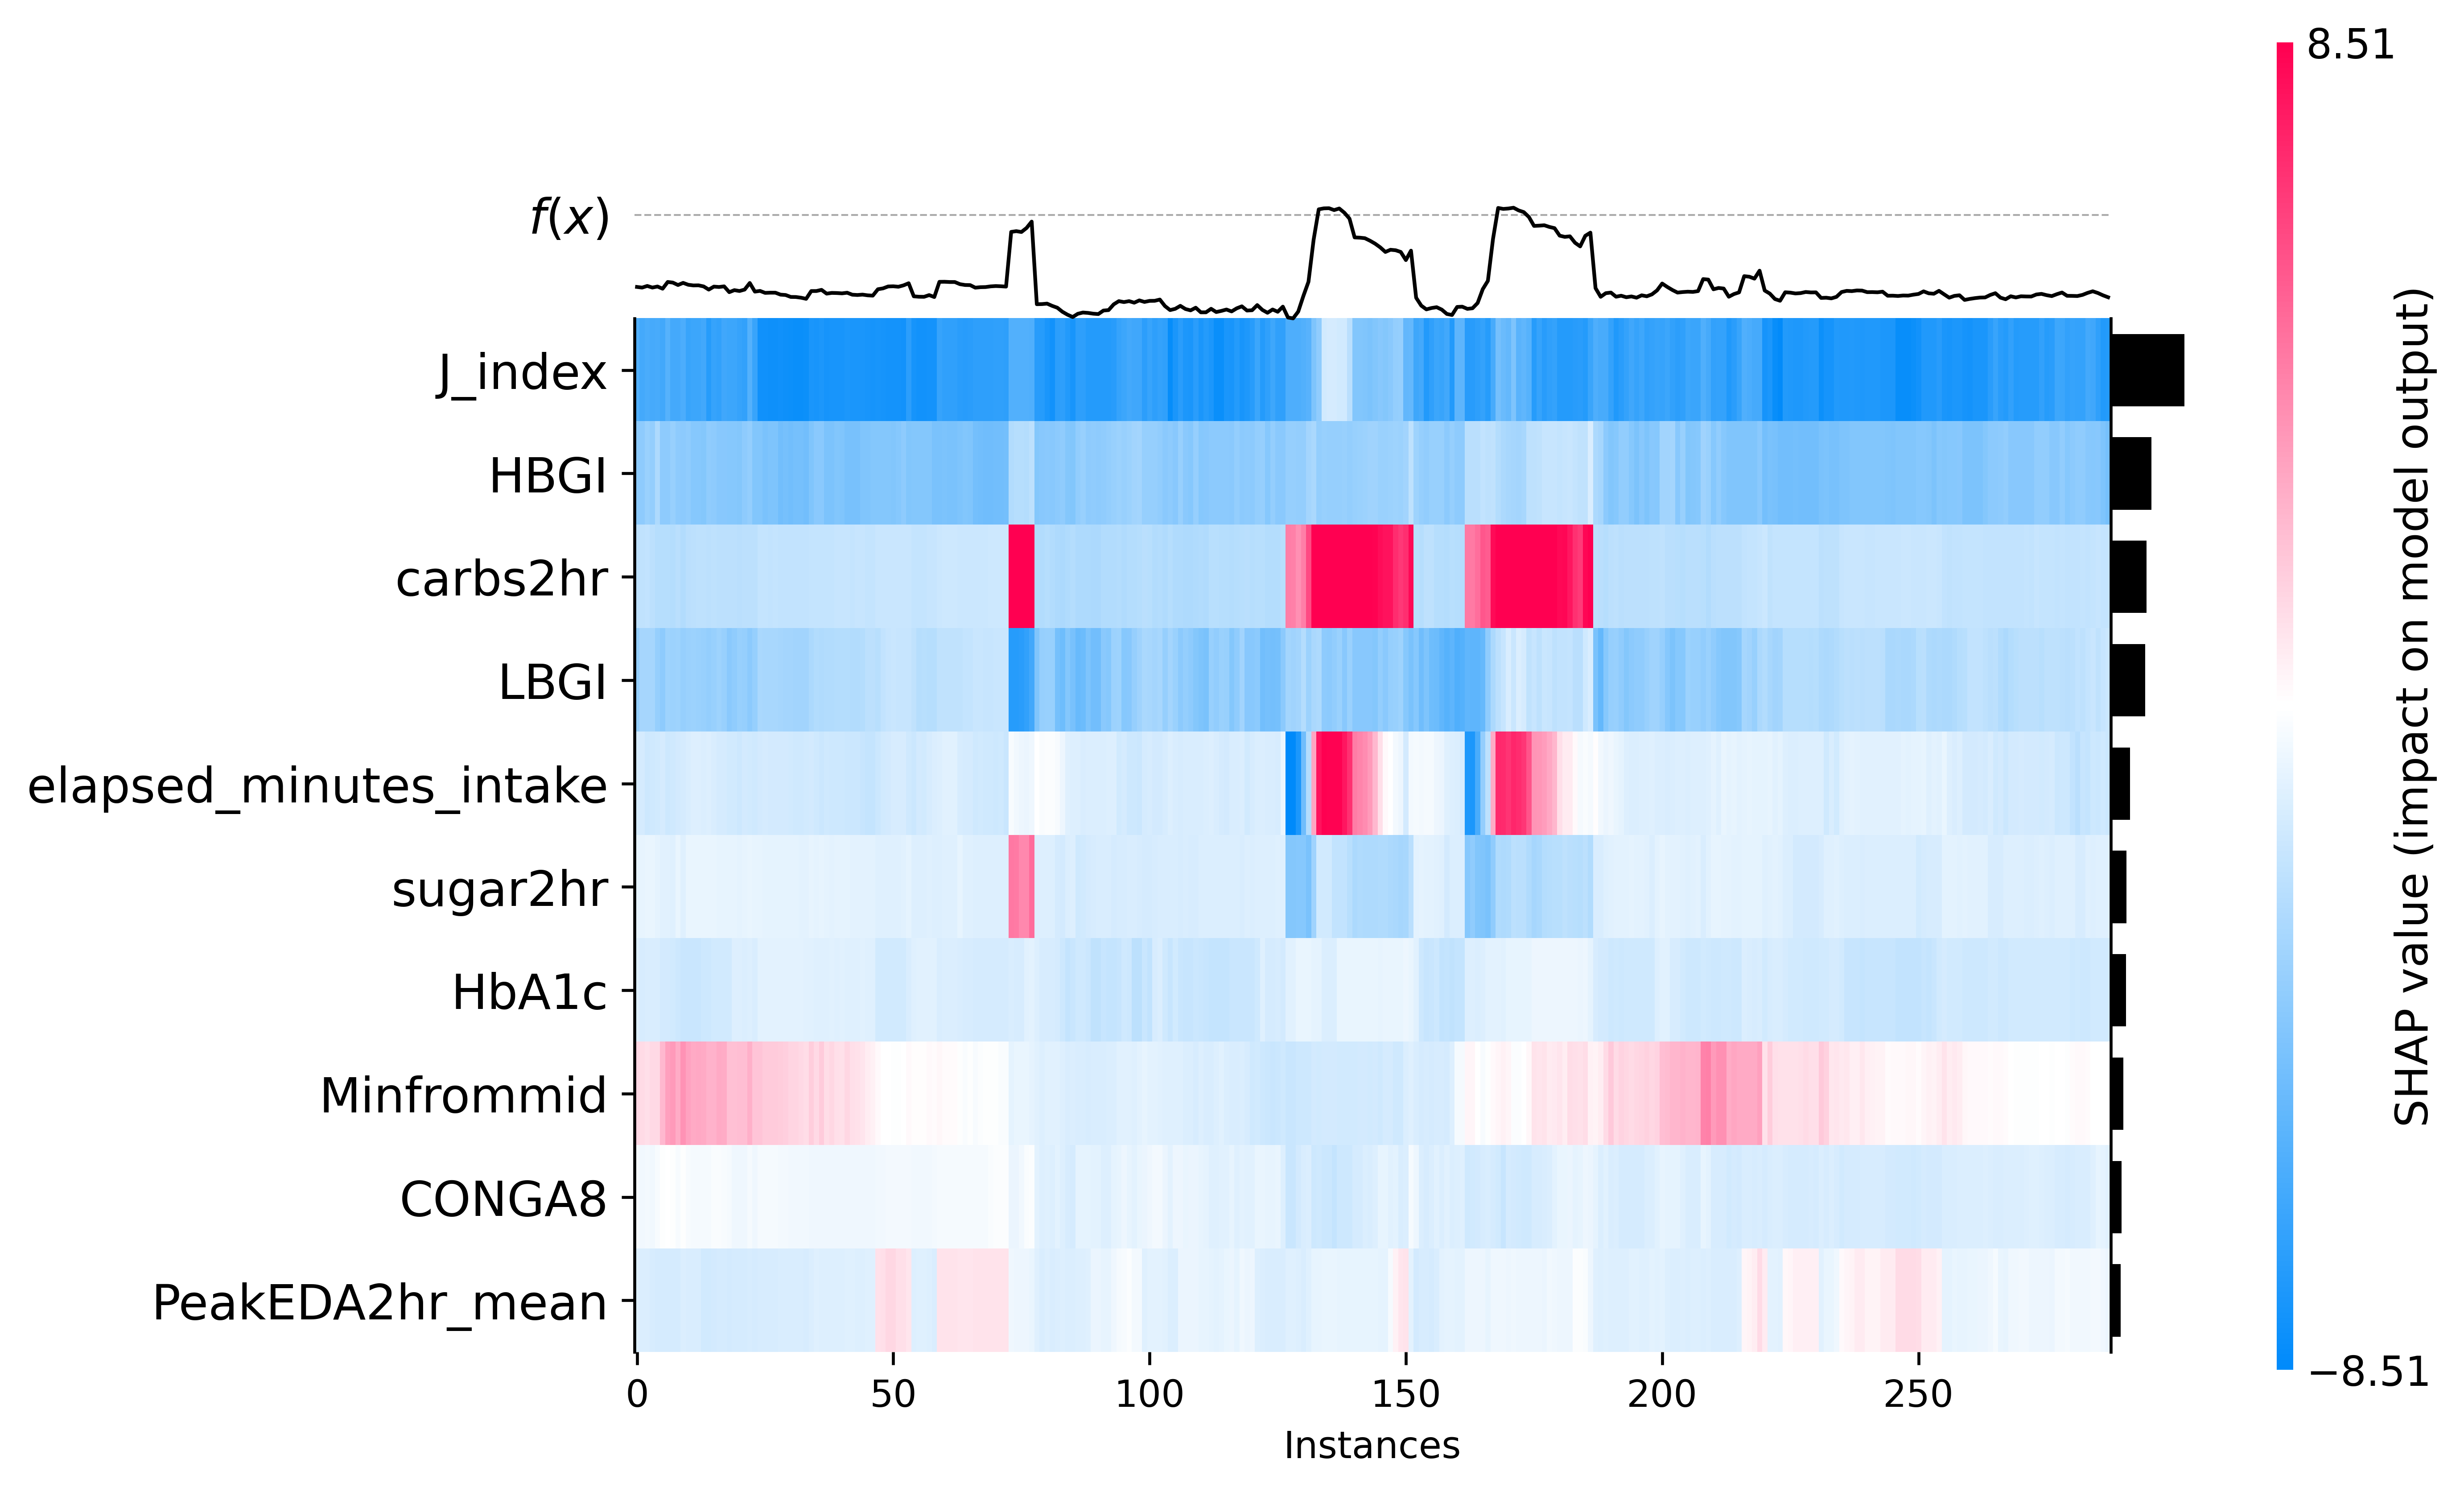 8.51
f(x)
J_index
HBGI
carbs2hr
LBGI
elapsed_minutes_intake
sugar2hr
HbA1c
Minfrommid
CONGA8
PeakEDA2hr_mean
0 50 100 150 200 250
Instances
−8.51
SHAP value (impact on model output)